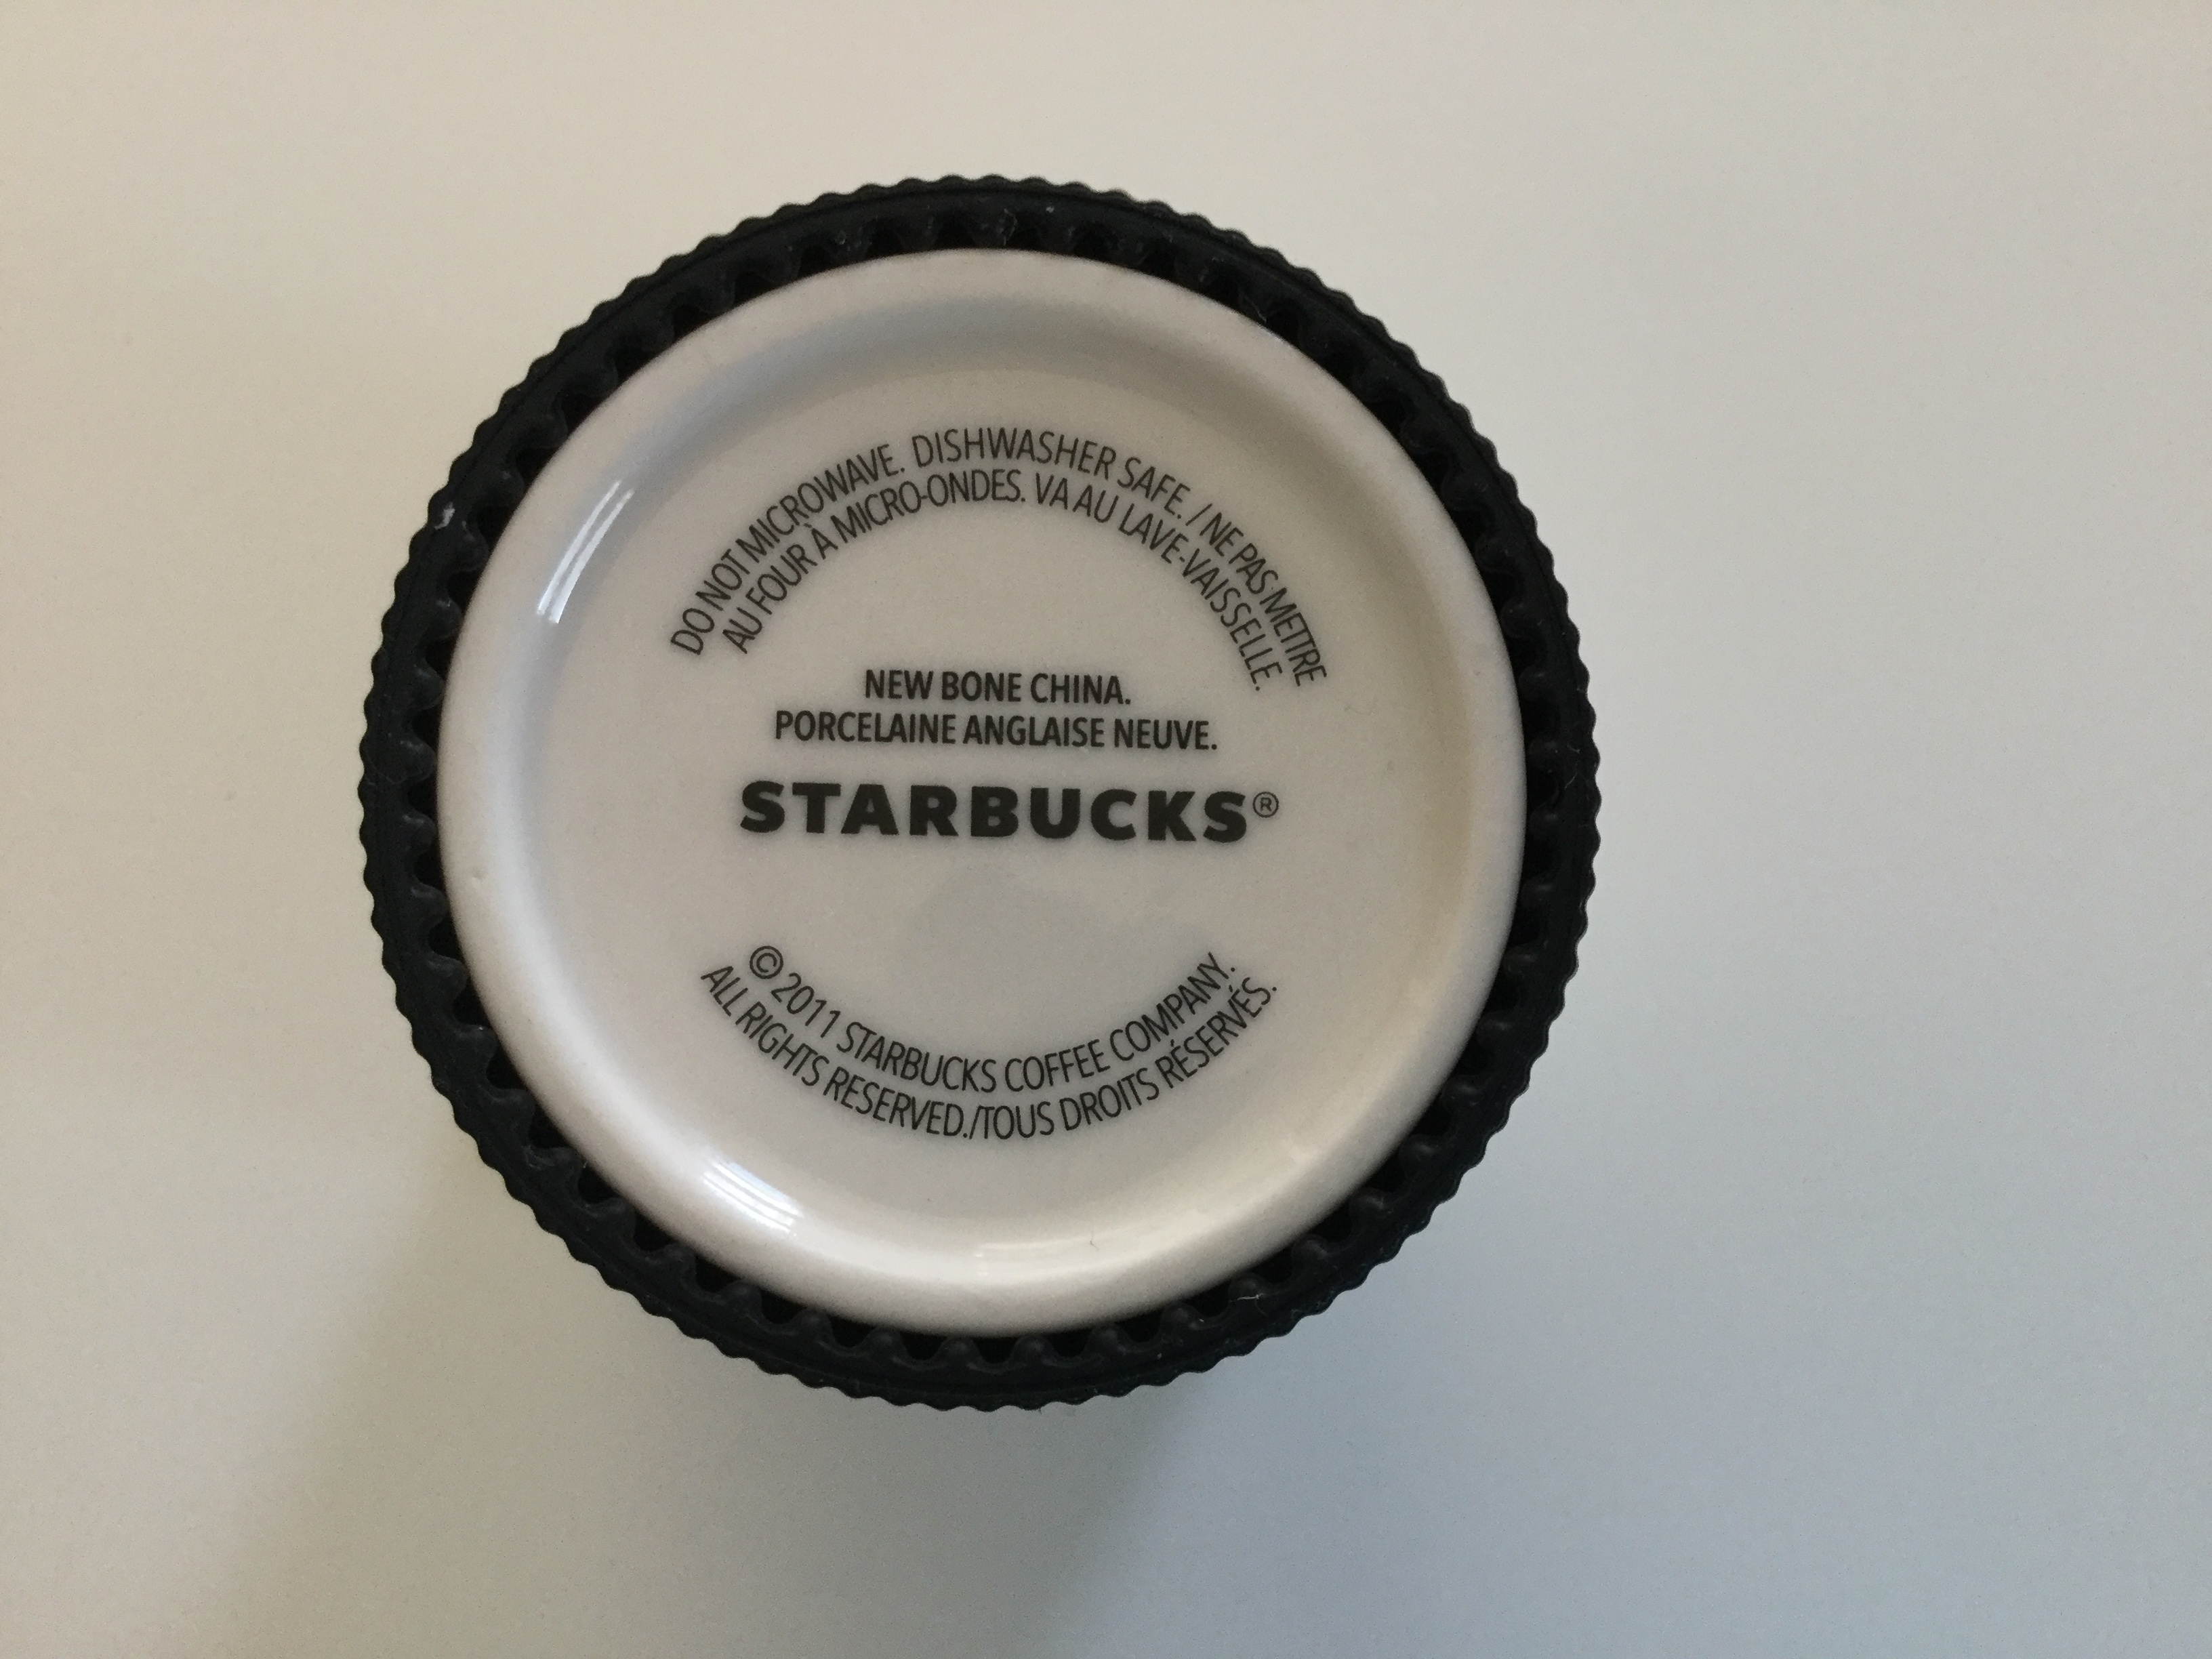 DO NOT MICROWAVE. DISHWASHER SAFE. / NE PAS METTRE
AU FOUR À MICRO-ONDES. VA AU LAVE-VAISSELLE.
NEW BONE CHINA.
PORCELAINE ANGLAISE NEUVE.
STARBUCKS®
© 2011 STARBUCKS COFFEE COMPANY.
ALL RIGHTS RESERVED./TOUS DROITS RÉSERVÉS.